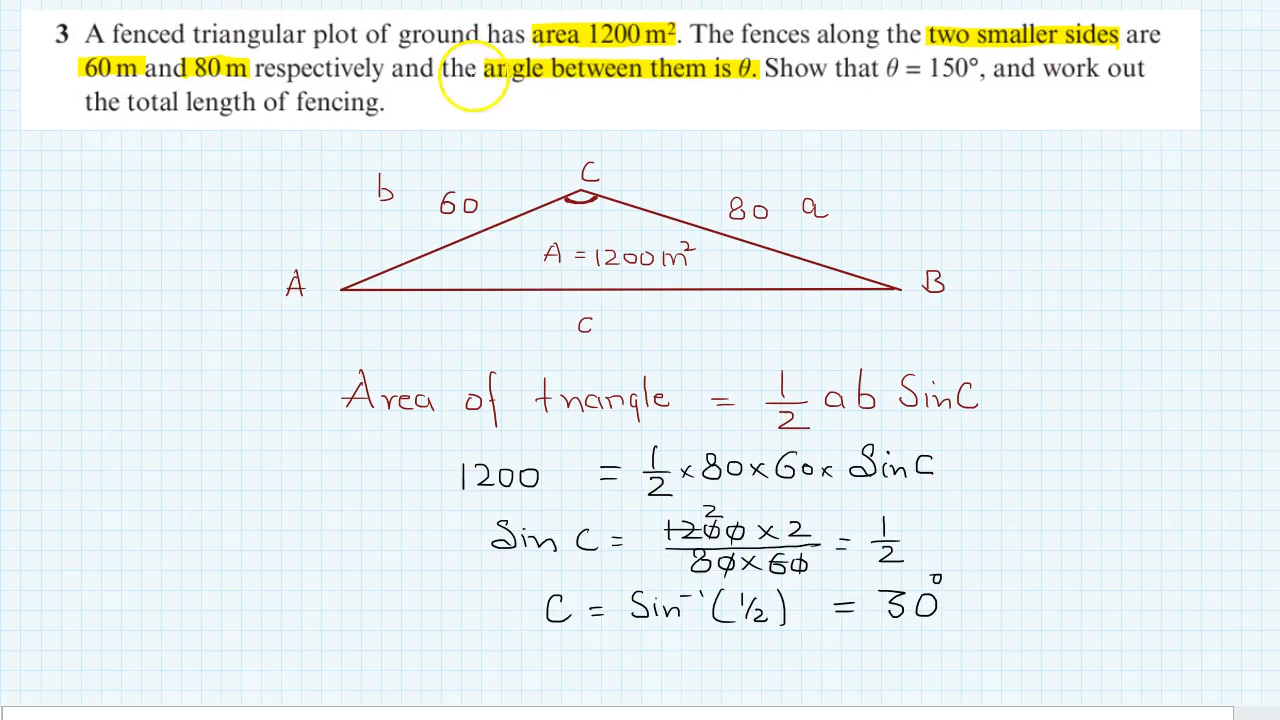 3 A fenced triangular plot of ground has area 1200 m². The fences along the two smaller sides are
60 m and 80 m respectively and the angle between them is θ. Show that θ = 150°, and work out
the total length of fencing.
C
b 60 80 a
A = 1200 m²
A B
c
Area of triangle = 1/2 ab Sin C
1200 = 1/2 × 80 × 60 × Sin C
Sin C = 1200 × 2 / 80 × 60 = 1/2
2
C = Sin⁻¹ (1/2) = 30°